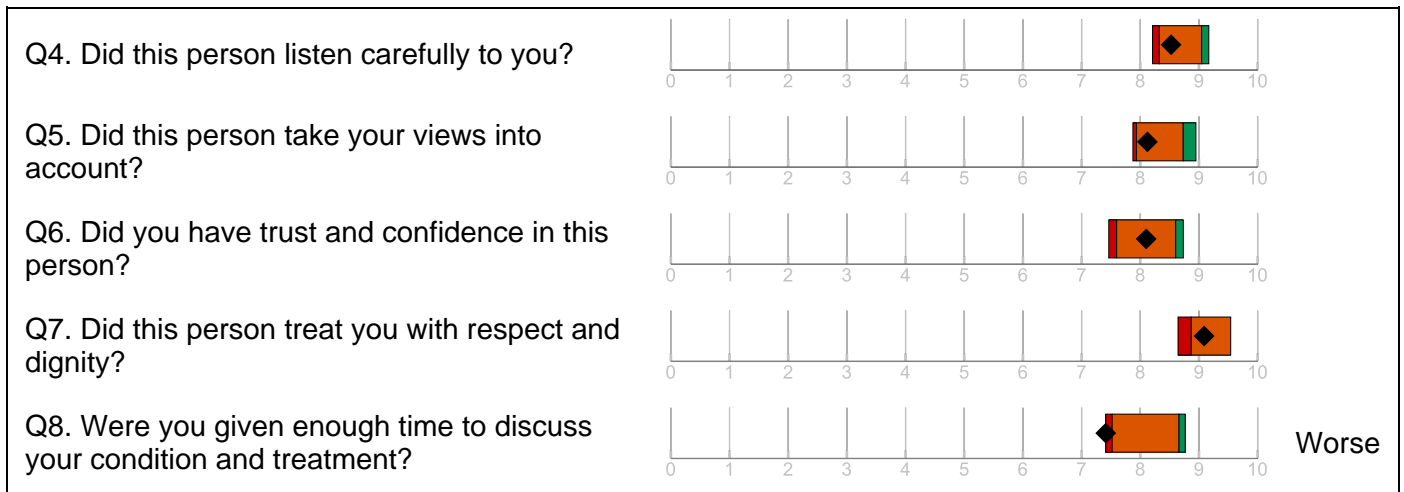 Q4. Did this person listen carefully to you?
0 1 2 3 4 5 6 7 8 9 10
Q5. Did this person take your views into
account?
0 1 2 3 4 5 6 7 8 9 10
Q6. Did you have trust and confidence in this
person?
0 1 2 3 4 5 6 7 8 9 10
Q7. Did this person treat you with respect and
dignity?
0 1 2 3 4 5 6 7 8 9 10
Q8. Were you given enough time to discuss
your condition and treatment?
0 1 2 3 4 5 6 7 8 9 10
Worse